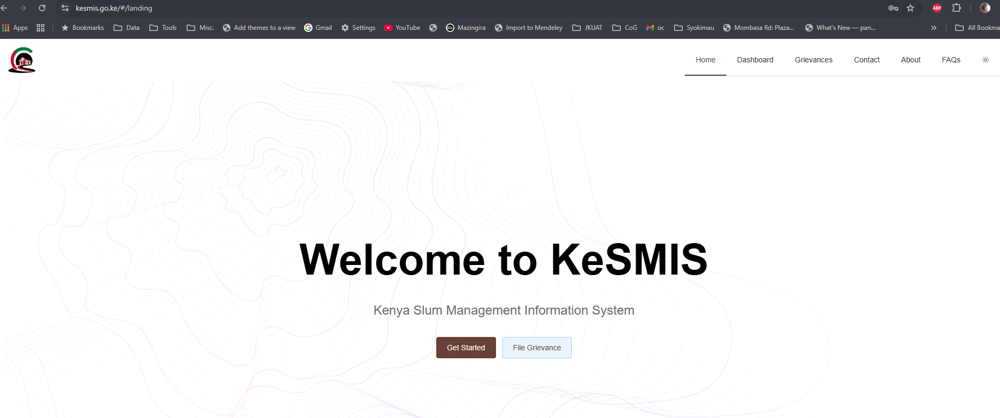 kesmis.go.ke/#/landing
ABP
Apps Bookmarks Data Tools Misc. Add themes to a view Gmail Settings YouTube Mazingira Import to Mendeley JKUAT CoG oc Syokimau Mombasa Rd: Plaza... What's New — pan... » All Bookma
Home Dashboard Grievances Contact About FAQs
Welcome to KeSMIS
Kenya Slum Management Information System
Get Started File Grievance